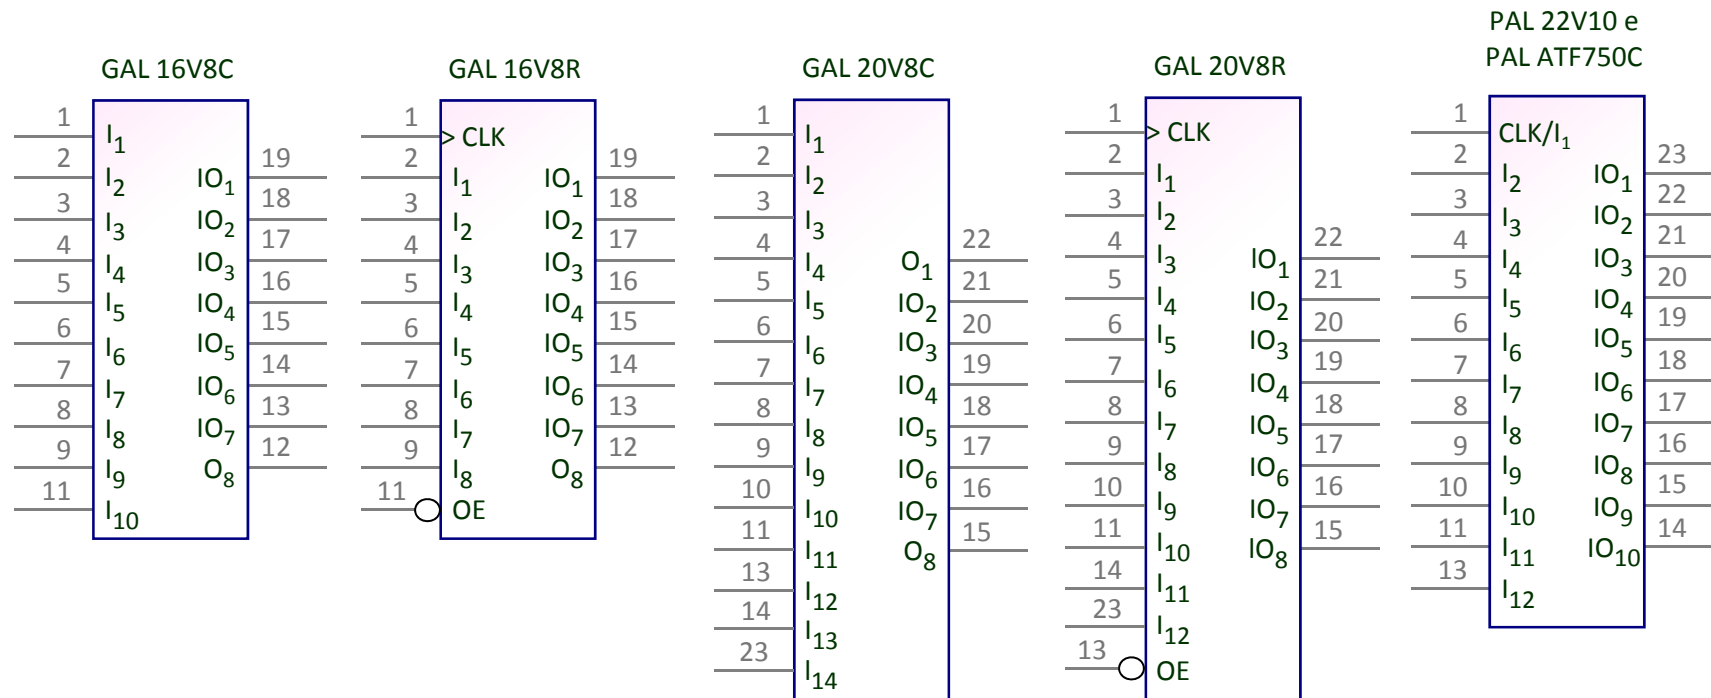 PAL 22V10 e
PAL ATF750C
GAL 16V8C
GAL 16V8R
GAL 20V8C
GAL 20V8R
1 I1
2 I2 IO1 19
3 I3 IO2 18
4 I4 IO3 17
5 I5 IO4 16
6 I6 IO5 15
7 I7 IO6 14
8 I8 IO7 13
9 I9 O8 12
11 I10
1 > CLK
2 I1 IO1 19
3 I2 IO2 18
4 I3 IO3 17
5 I4 IO4 16
6 I5 IO5 15
7 I6 IO6 14
8 I7 IO7 13
9 I8 O8 12
11 OE
1 I1
2 I2
3 I3
4 I4 O1 22
5 I5 IO2 21
6 I6 IO3 20
7 I7 IO4 19
8 I8 IO5 18
9 I9 IO6 17
10 I10 IO7 16
11 I11 O8 15
13 I12
14 I13
23 I14
1 > CLK
2 I1
3 I2
4 I3 IO1 22
5 I4 IO2 21
6 I5 IO3 20
7 I6 IO4 19
8 I7 IO5 18
9 I8 IO6 17
10 I9 IO7 16
11 I10 IO8 15
14 I11
23 I12
13 OE
1 CLK/I1
2 I2 IO1 23
3 I3 IO2 22
4 I4 IO3 21
5 I5 IO4 20
6 I6 IO5 19
7 I7 IO6 18
8 I8 IO7 17
9 I9 IO8 16
10 I10 IO9 15
11 I11 IO10 14
13 I12